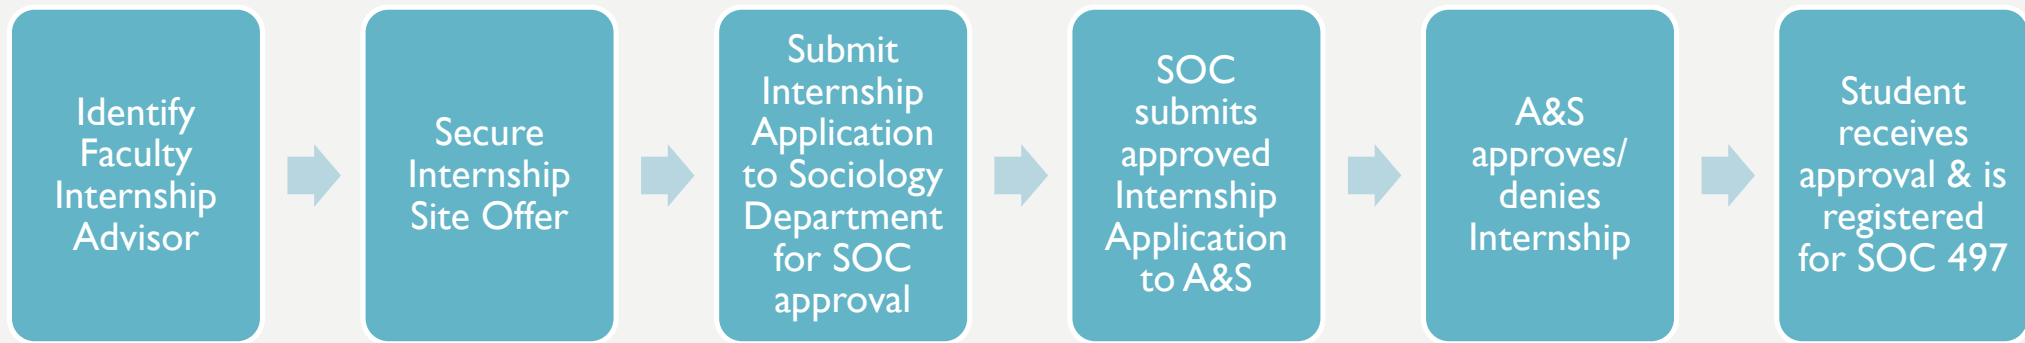 Identify
Faculty
Internship
Advisor
Secure
Internship
Site Offer
Submit
Internship
Application
to Sociology
Department
for SOC
approval
SOC
submits
approved
Internship
Application
to A&S
A&S
approves/
denies
Internship
Student
receives
approval & is
registered
for SOC 497